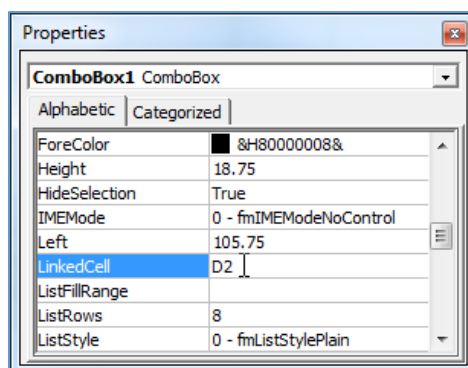 Properties
ComboBox1 ComboBox
Alphabetic Categorized
ForeColor &H80000008&
Height 18.75
HideSelection True
IMEMode 0 - fmIMEModeNoControl
Left 105.75
LinkedCell D2
ListFillRange
ListRows 8
ListStyle 0 - fmListStylePlain